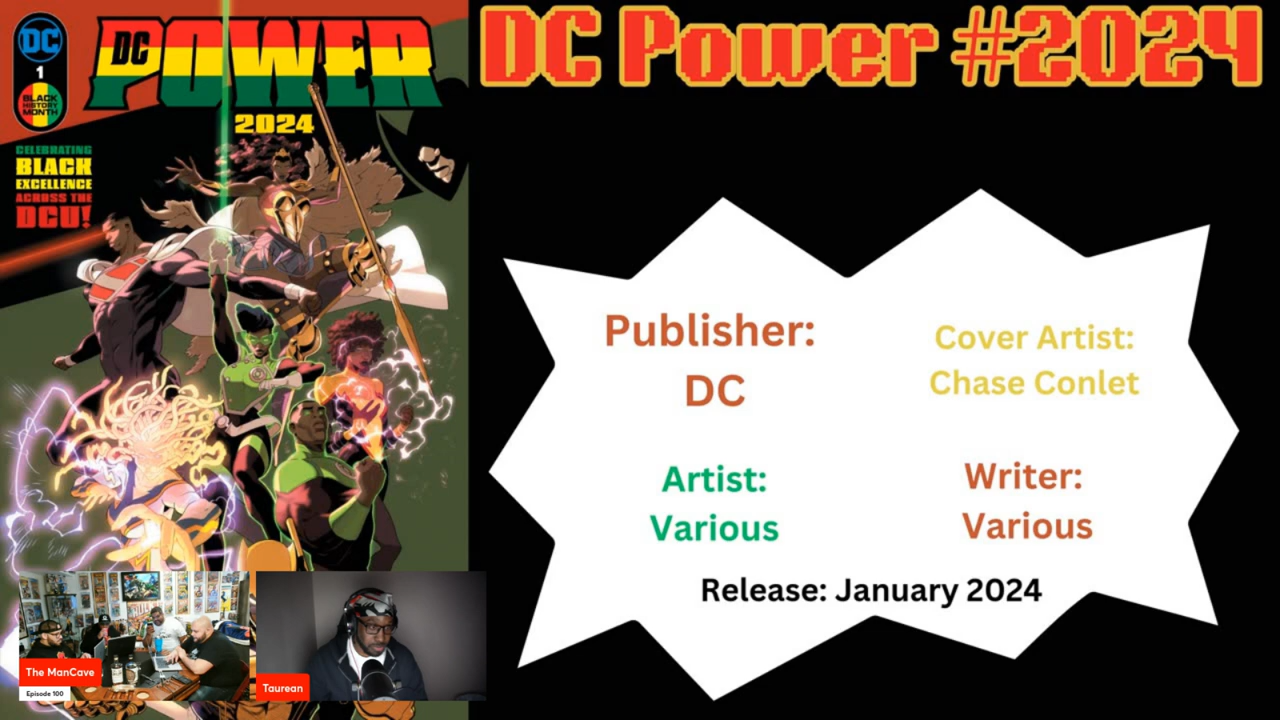 DC
1
BLACK
HISTORY
MONTH
DC POWER
2024
CELEBRATING
BLACK
EXCELLENCE
ACROSS THE
DCU!
DC Power #2024
Publisher:
DC
Cover Artist:
Chase Conlet
Artist:
Various
Writer:
Various
Release: January 2024
The ManCave
Episode 100
Taurean